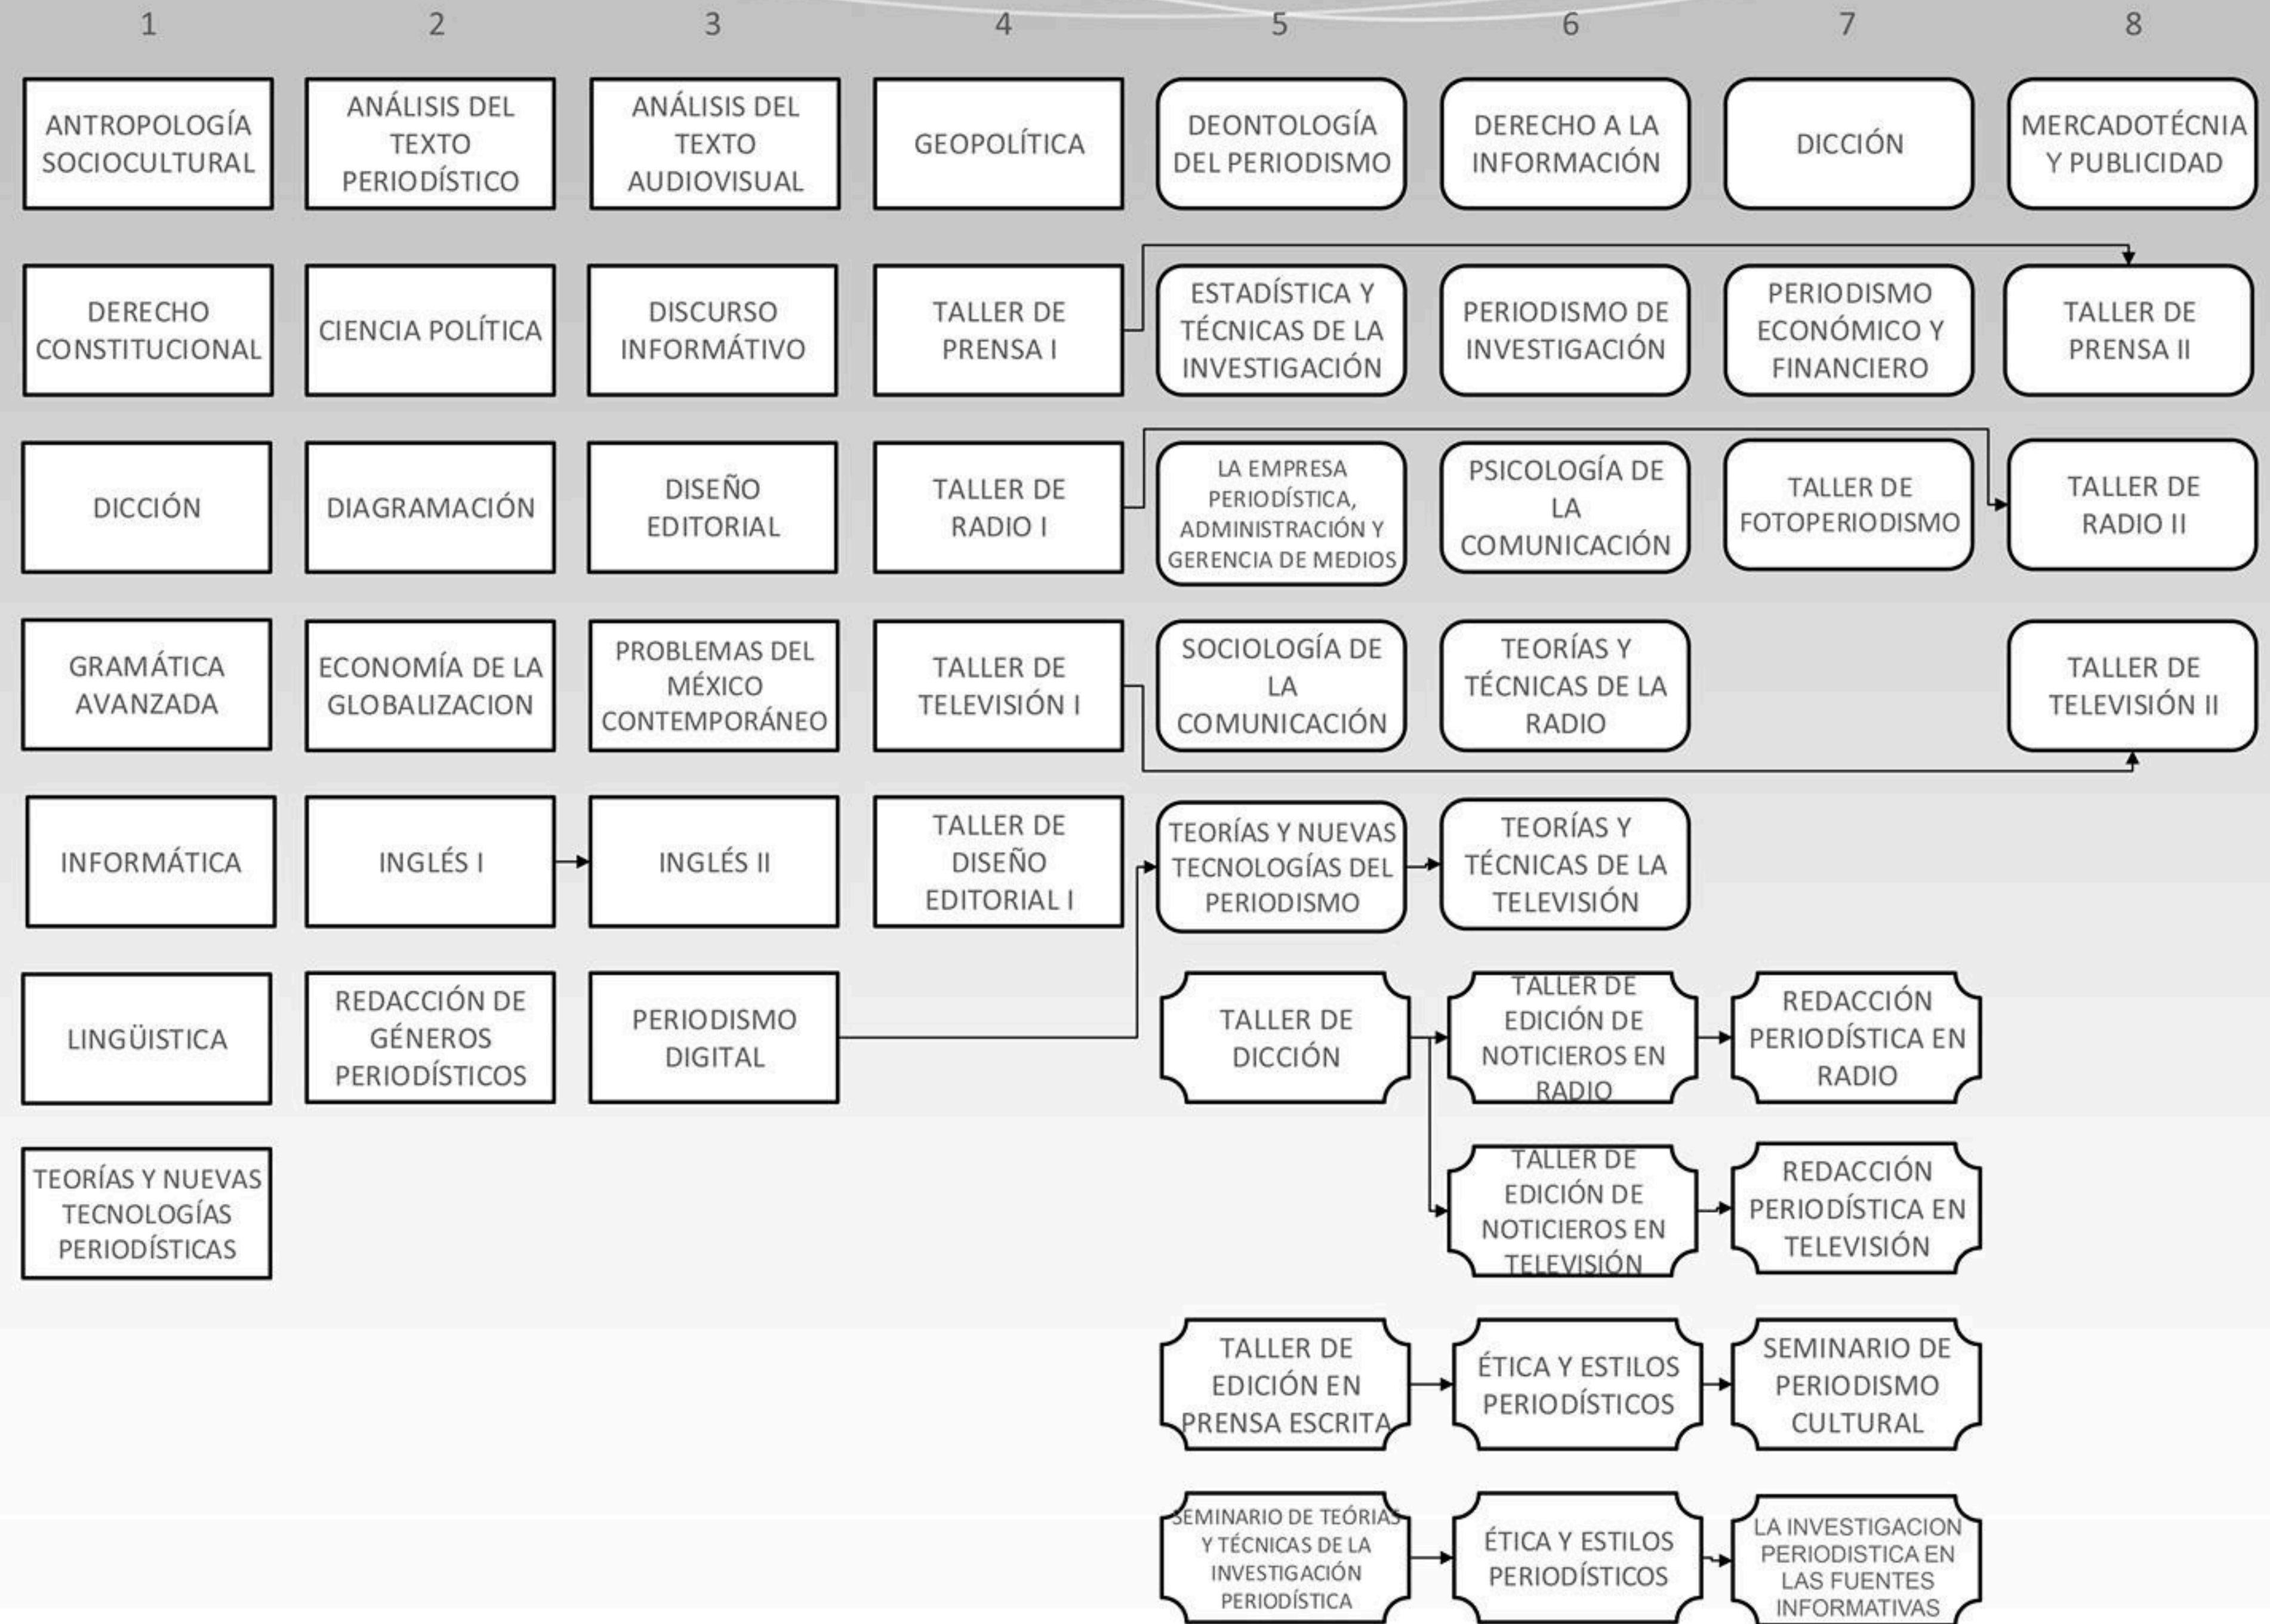 1 2 3 4 5 6 7 8
ANTROPOLOGÍA
SOCIOCULTURAL
ANÁLISIS DEL
TEXTO
PERIODÍSTICO
ANÁLISIS DEL
TEXTO
AUDIOVISUAL
GEOPOLÍTICA
DEONTOLOGÍA
DEL PERIODISMO
DERECHO A LA
INFORMACIÓN
DICCIÓN
MERCADOTÉCNIA
Y PUBLICIDAD
DERECHO
CONSTITUCIONAL
CIENCIA POLÍTICA
DISCURSO
INFORMÁTIVO
TALLER DE
PRENSA I
ESTADÍSTICA Y
TÉCNICAS DE LA
INVESTIGACIÓN
PERIODISMO DE
INVESTIGACIÓN
PERIODISMO
ECONÓMICO Y
FINANCIERO
TALLER DE
PRENSA II
DICCIÓN
DIAGRAMACIÓN
DISEÑO
EDITORIAL
TALLER DE
RADIO I
LA EMPRESA
PERIODÍSTICA,
ADMINISTRACIÓN Y
GERENCIA DE MEDIOS
PSICOLOGÍA DE
LA
COMUNICACIÓN
TALLER DE
FOTOPERIODISMO
TALLER DE
RADIO II
GRAMÁTICA
AVANZADA
ECONOMÍA DE LA
GLOBALIZACION
PROBLEMAS DEL
MÉXICO
CONTEMPORÁNEO
TALLER DE
TELEVISIÓN I
SOCIOLOGÍA DE
LA
COMUNICACIÓN
TEORÍAS Y
TÉCNICAS DE LA
RADIO
TALLER DE
TELEVISIÓN II
INFORMÁTICA
INGLÉS I
INGLÉS II
TALLER DE
DISEÑO
EDITORIAL I
TEORÍAS Y NUEVAS
TECNOLOGÍAS DEL
PERIODISMO
TEORÍAS Y
TÉCNICAS DE LA
TELEVISIÓN
LINGÜISTICA
REDACCIÓN DE
GÉNEROS
PERIODÍSTICOS
PERIODISMO
DIGITAL
TALLER DE
DICCIÓN
TALLER DE
EDICIÓN DE
NOTICIEROS EN
RADIO
REDACCIÓN
PERIODÍSTICA EN
RADIO
TEORÍAS Y NUEVAS
TECNOLOGÍAS
PERIODÍSTICAS
TALLER DE
EDICIÓN DE
NOTICIEROS EN
TELEVISIÓN
REDACCIÓN
PERIODÍSTICA EN
TELEVISIÓN
TALLER DE
EDICIÓN EN
PRENSA ESCRITA
ÉTICA Y ESTILOS
PERIODÍSTICOS
SEMINARIO DE
PERIODISMO
CULTURAL
SEMINARIO DE TEÓRIAS
Y TÉCNICAS DE LA
INVESTIGACIÓN
PERIODÍSTICA
ÉTICA Y ESTILOS
PERIODÍSTICOS
LA INVESTIGACION
PERIODISTICA EN
LAS FUENTES
INFORMATIVAS